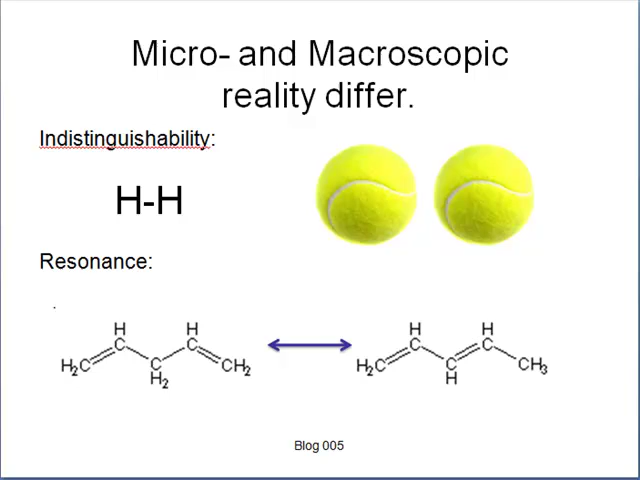 Micro- and Macroscopic
reality differ.
Indistinguishability:
H-H
Resonance:
.
H H H H
H₂C C C C CH₂ H₂C C C C CH₃
H₂ H
Blog 005